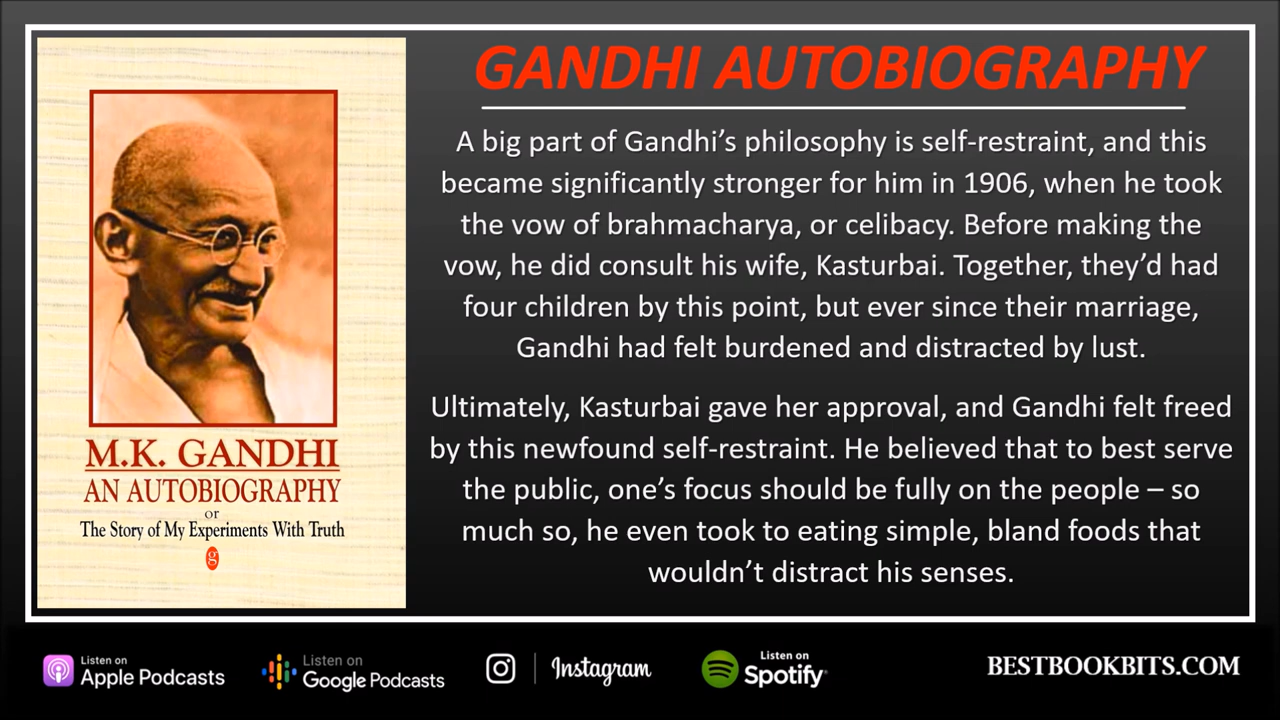 M.K. GANDHI
AN AUTOBIOGRAPHY
or
The Story of My Experiments With Truth
g
GANDHI AUTOBIOGRAPHY
A big part of Gandhi’s philosophy is self-restraint, and this
became significantly stronger for him in 1906, when he took
the vow of brahmacharya, or celibacy. Before making the
vow, he did consult his wife, Kasturbai. Together, they’d had
four children by this point, but ever since their marriage,
Gandhi had felt burdened and distracted by lust.
Ultimately, Kasturbai gave her approval, and Gandhi felt freed
by this newfound self-restraint. He believed that to best serve
the public, one’s focus should be fully on the people – so
much so, he even took to eating simple, bland foods that
wouldn’t distract his senses.
Listen on
Apple Podcasts
Listen on
Google Podcasts
Instagram
Listen on
Spotify
BESTBOOKBITS.COM